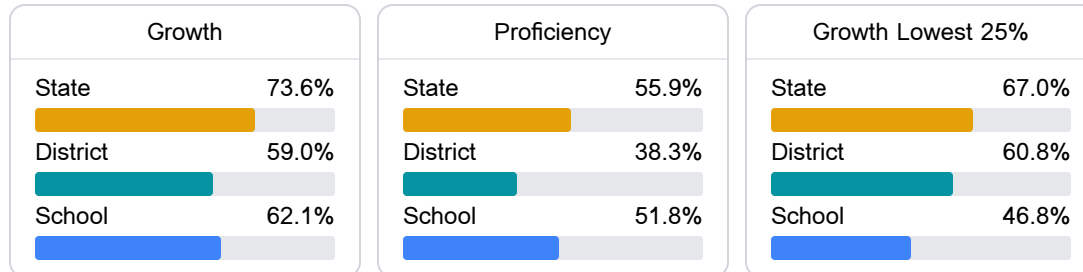 Growth
State 73.6%
District 59.0%
School 62.1%
Proficiency
State 55.9%
District 38.3%
School 51.8%
Growth Lowest 25%
State 67.0%
District 60.8%
School 46.8%